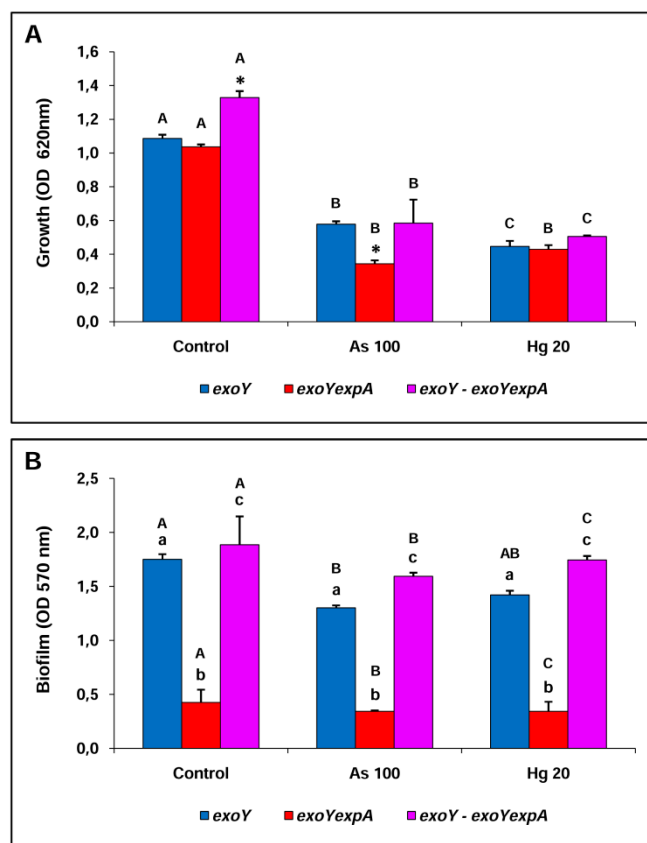 A
Growth (OD 620nm)
1,6
1,4
1,2
1,0
0,8
0,6
0,4
0,2
0,0
A
A
A
*
B
B
*
B
C
B
C
Control
As 100
Hg 20
exoY
exoYexpA
exoY - exoYexpA
B
Biofilm (OD 570 nm)
2,5
2,0
1,5
1,0
0,5
0,0
A
a
A
b
A
c
B
a
B
b
B
c
AB
a
C
b
C
c
Control
As 100
Hg 20
exoY
exoYexpA
exoY - exoYexpA